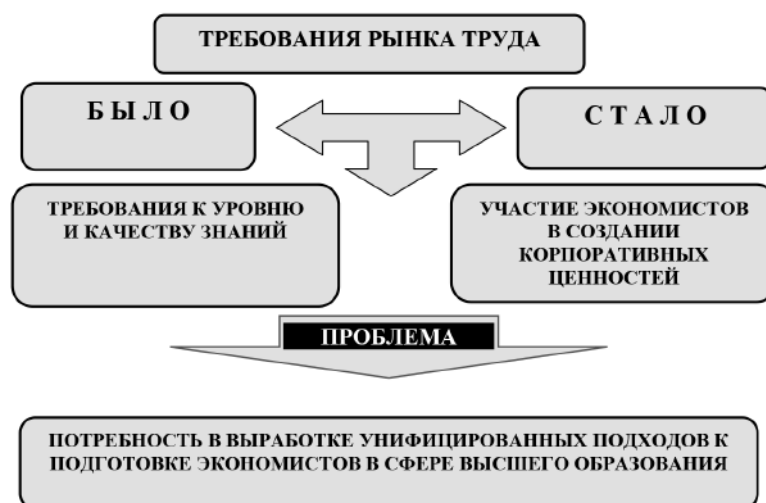 ТРЕБОВАНИЯ РЫНКА ТРУДА
Б Ы Л О
С Т А Л О
ТРЕБОВАНИЯ К УРОВНЮ
И КАЧЕСТВУ ЗНАНИЙ
УЧАСТИЕ ЭКОНОМИСТОВ
В СОЗДАНИИ
КОРПОРАТИВНЫХ
ЦЕННОСТЕЙ
ПРОБЛЕМА
ПОТРЕБНОСТЬ В ВЫРАБОТКЕ УНИФИЦИРОВАННЫХ ПОДХОДОВ К
ПОДГОТОВКЕ ЭКОНОМИСТОВ В СФЕРЕ ВЫСШЕГО ОБРАЗОВАНИЯ